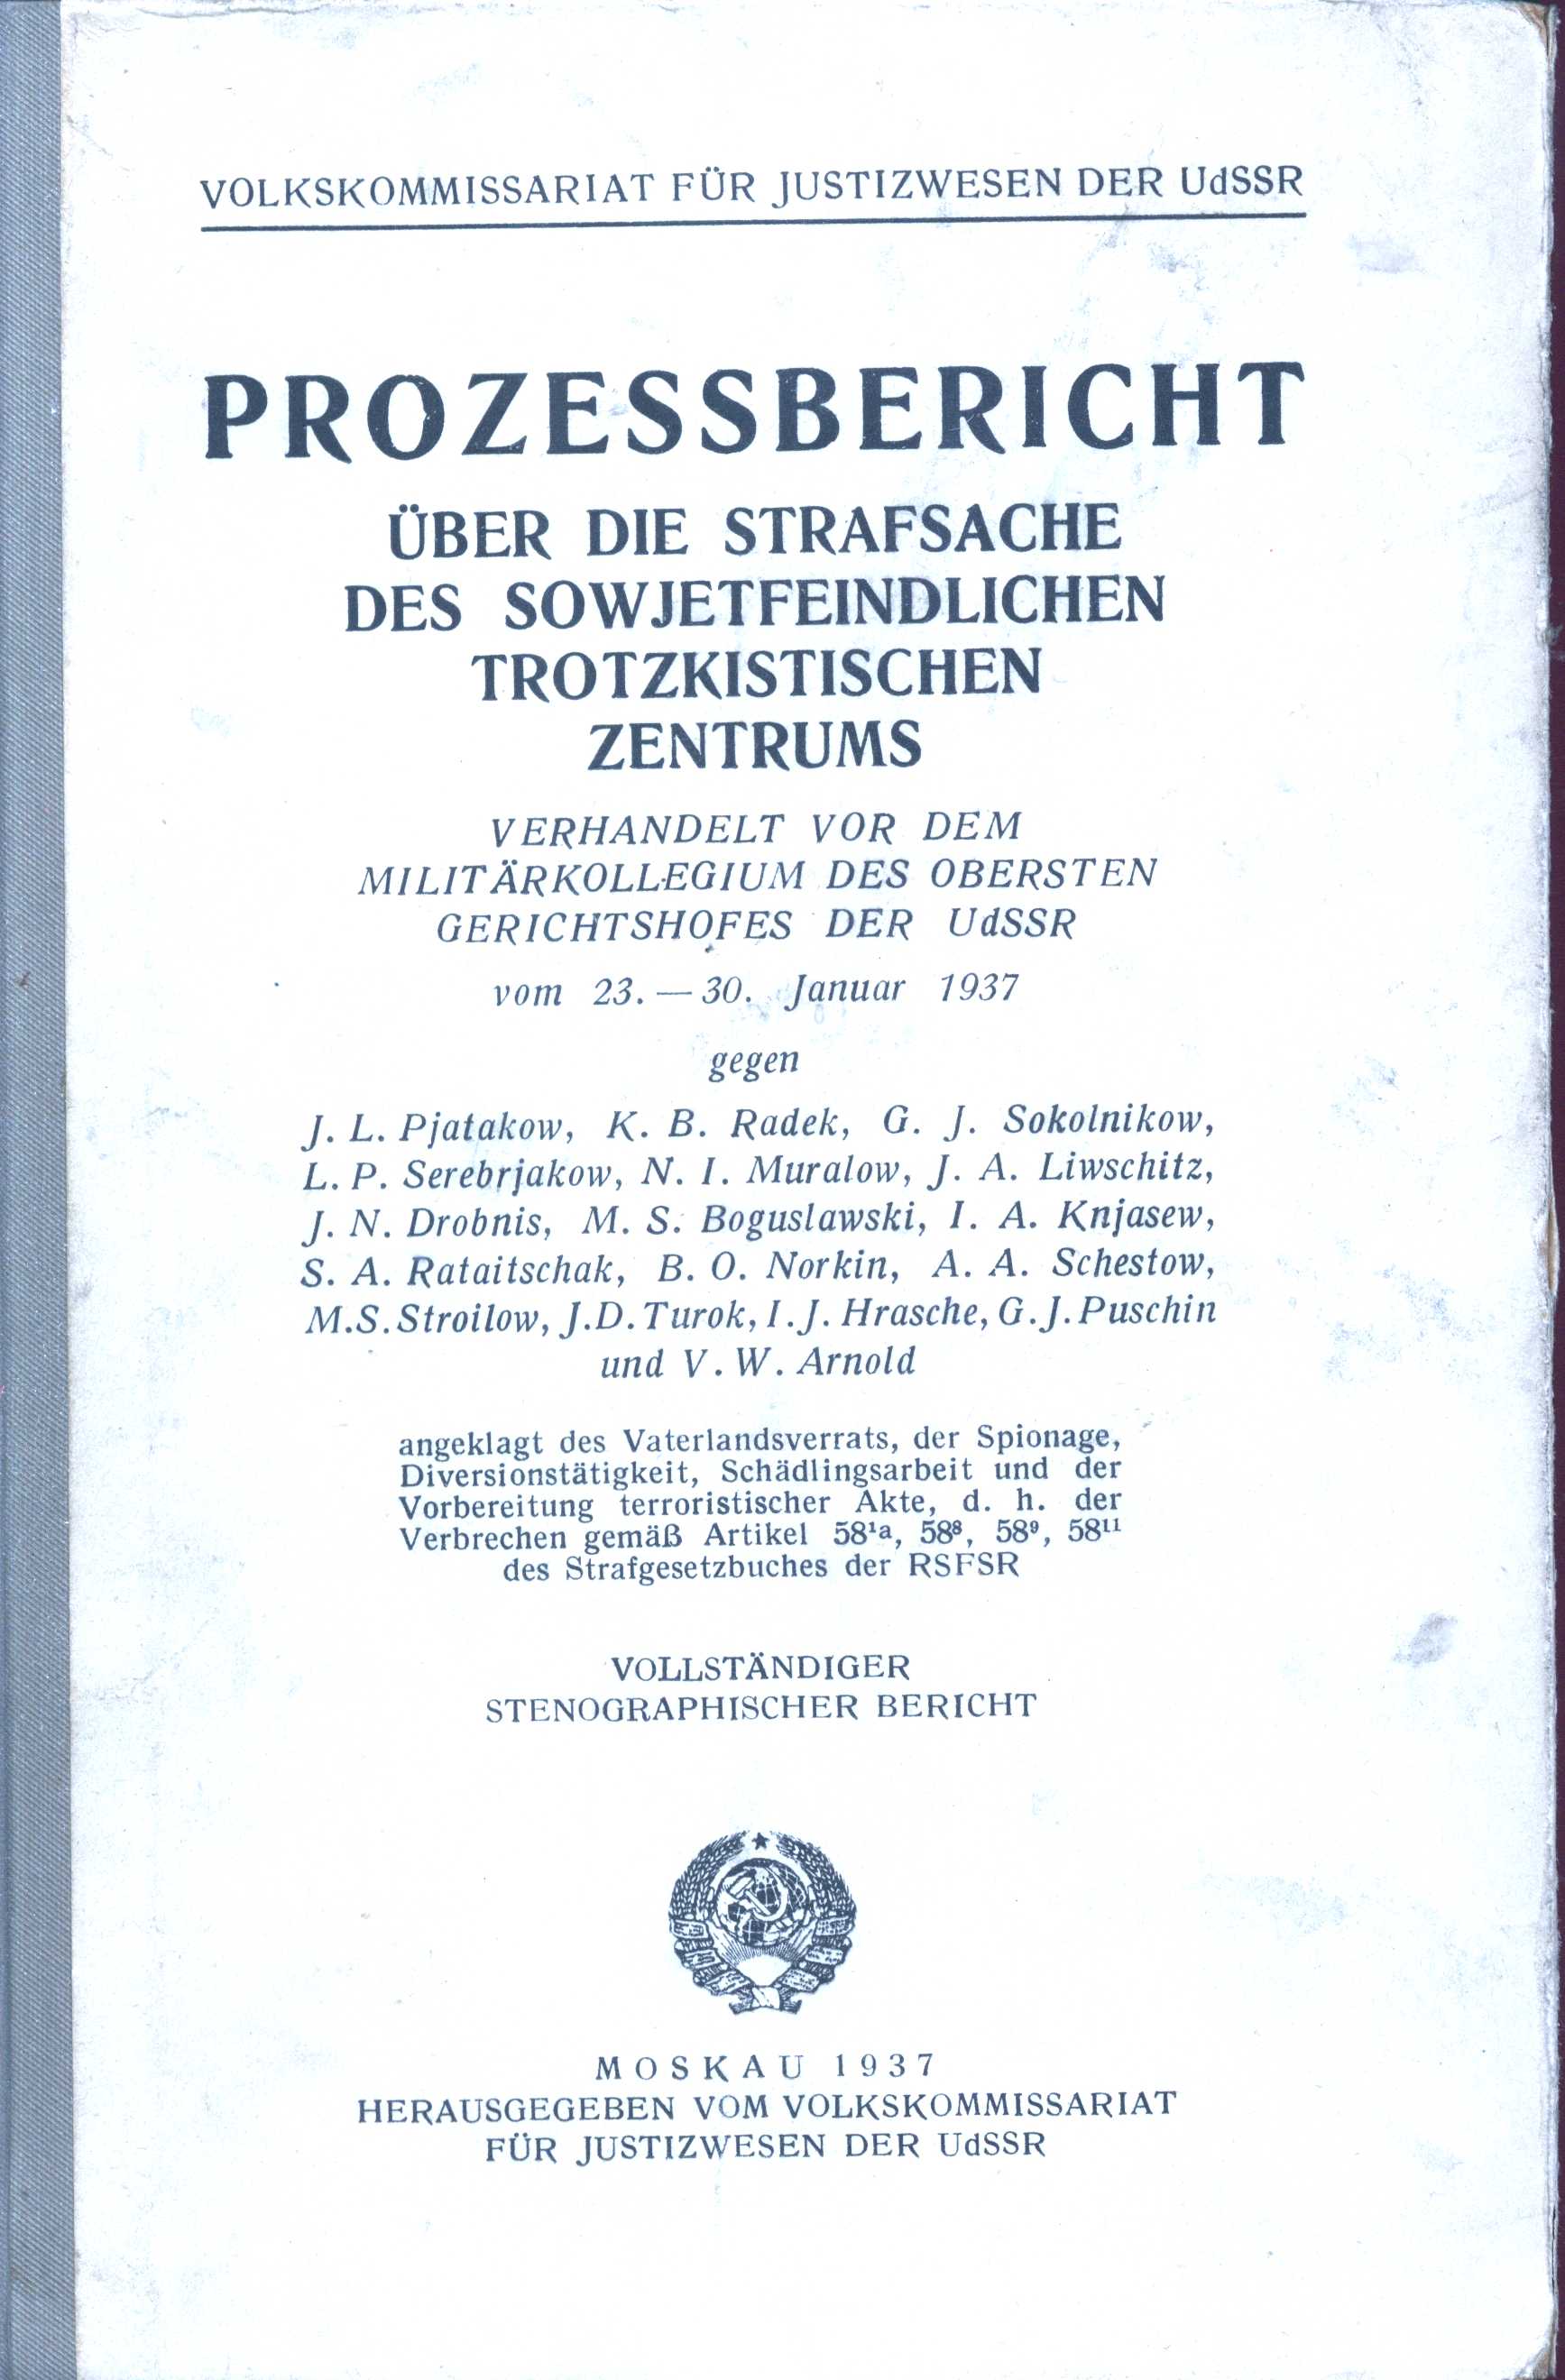 VOLKSKOMMISSARIAT FÜR JUSTIZWESEN DER UdSSR
PROZESSBERICHT
ÜBER DIE STRAFSACHE
DES SOWJETFEINDLICHEN
TROTZKISTISCHEN
ZENTRUMS
VERHANDELT VOR DEM
MILITÄRKOLLEGIUM DES OBERSTEN
GERICHTSHOFES DER UdSSR
vom 23. — 30. Januar 1937
gegen
J. L. Pjatakow, K. B. Radek, G. J. Sokolnikow,
L. P. Serebrjakow, N. I. Muralow, J. A. Liwschitz,
J. N. Drobnis, M. S. Boguslawski, I. A. Knjasew,
S. A. Rataitschak, B. O. Norkin, A. A. Schestow,
M.S. Stroilow, J.D. Turok, I.J. Hrasche, G.J. Puschin
und V. W. Arnold
angeklagt des Vaterlandsverrats, der Spionage,
Diversionstätigkeit, Schädlingsarbeit und der
Vorbereitung terroristischer Akte, d. h. der
Verbrechen gemäß Artikel 58¹a, 58⁸, 58⁹, 58¹¹
des Strafgesetzbuches der RSFSR
VOLLSTÄNDIGER
STENOGRAPHISCHER BERICHT
MOSKAU 1937
HERAUSGEGEBEN VOM VOLKSKOMMISSARIAT
FÜR JUSTIZWESEN DER UdSSR